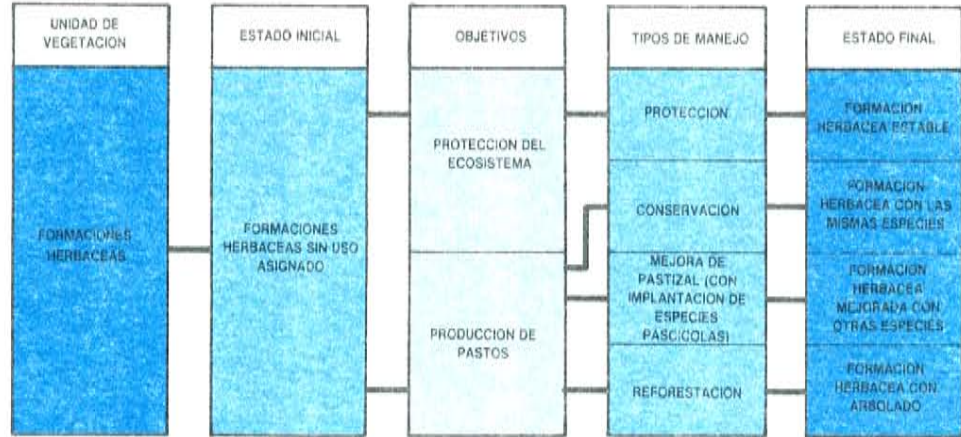 UNIDAD DE
VEGETACION
ESTADO INICIAL
OBJETIVOS
TIPOS DE MANEJO
ESTADO FINAL
FORMACIONES
HERBACEAS
FORMACIONES
HERBACEAS SIN USO
ASIGNADO
PROTECCION DEL
ECOSISTEMA
PRODUCCION DE
PASTOS
PROTECCION
CONSERVACION
MEJORA DE
PASTIZAL (CON
IMPLANTACION DE
ESPECIES
PASCICOLAS)
REFORESTACION
FORMACION
HERBACEA ESTABLE
FORMACION
HERBACEA CON LAS
MISMAS ESPECIES
FORMACION
HERBACEA
MEJORADA CON
OTRAS ESPECIES
FORMACION
HERBACEA CON
ARBOLADO